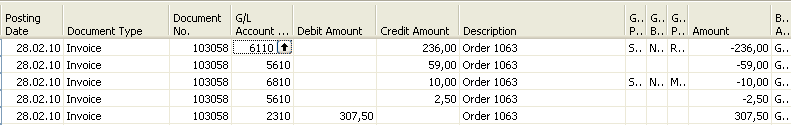 Posting Date Document Type Document No. G/L Account ... Debit Amount Credit Amount Description G.. P.. G.. B.. G.. P.. Amount B.. A..
28.02.10 Invoice 103058 6110 236,00 Order 1063 S.. N.. R.. -236,00 G..
28.02.10 Invoice 103058 5610 59,00 Order 1063 -59,00 G..
28.02.10 Invoice 103058 6810 10,00 Order 1063 S.. N.. M.. -10,00 G..
28.02.10 Invoice 103058 5610 2,50 Order 1063 -2,50 G..
28.02.10 Invoice 103058 2310 307,50 Order 1063 307,50 G..